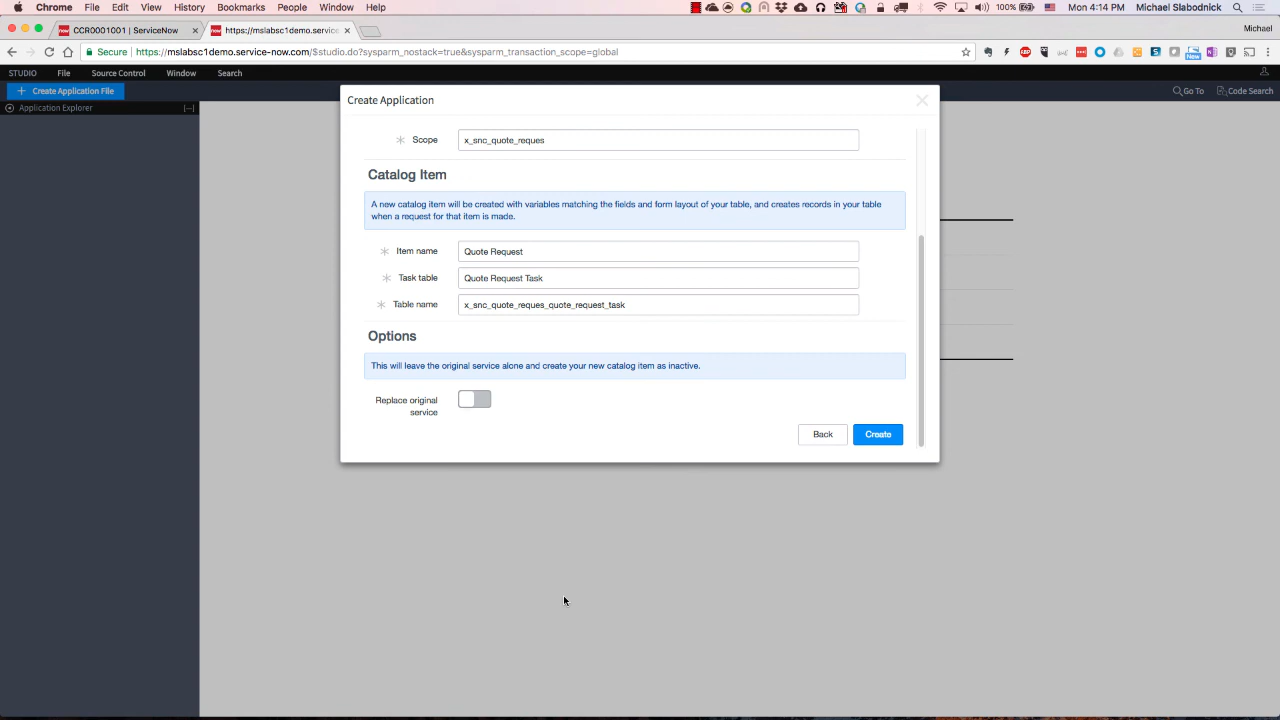 Chrome File Edit View History Bookmarks People Window Help 100% Mon 4:14 PM Michael Slabodnick
CCR0001001 | ServiceNow × https://mslabsc1demo.service × Michael
Secure https://mslabsc1demo.service-now.com/$studio.do?sysparm_nostack=true&sysparm_transaction_scope=global
STUDIO File Source Control Window Search
+ Create Application File Go To Code Search
Application Explorer
Create Application
Scope x_snc_quote_reques
Catalog Item
A new catalog item will be created with variables matching the fields and form layout of your table, and creates records in your table
when a request for that item is made.
Item name Quote Request
Task table Quote Request Task
Table name x_snc_quote_reques_quote_request_task
Options
This will leave the original service alone and create your new catalog item as inactive.
Replace original
service
Back Create